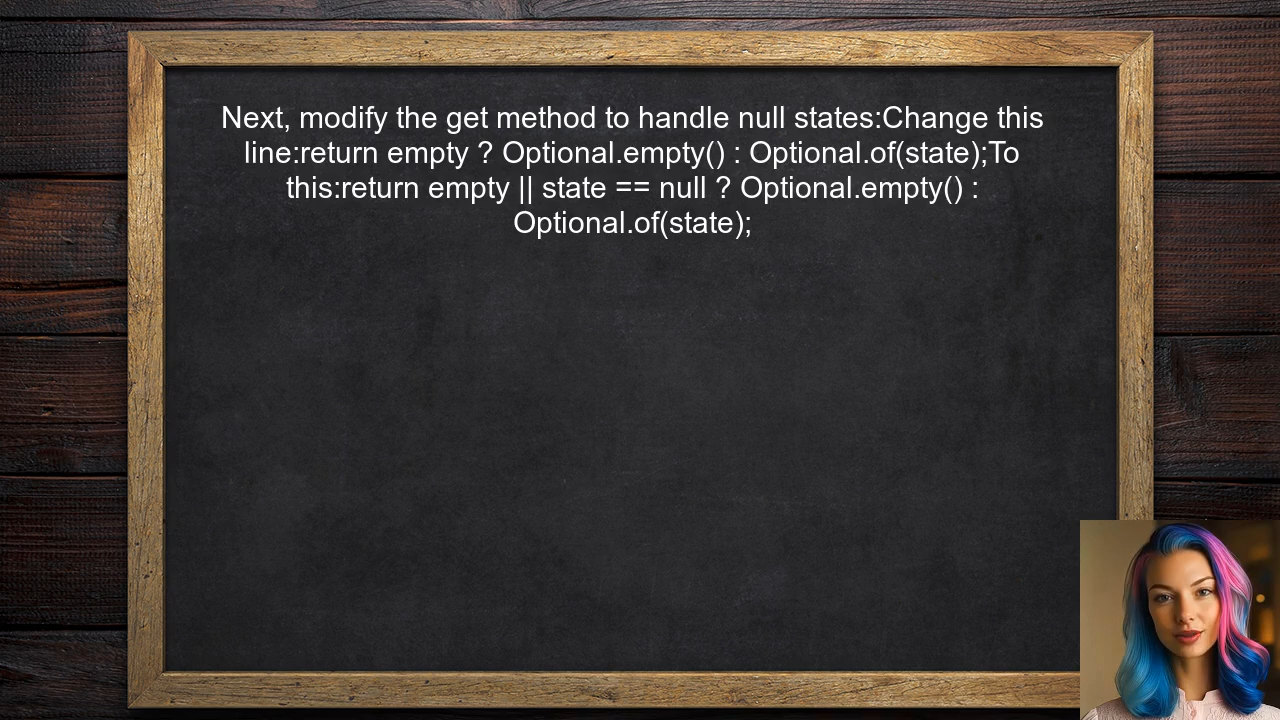 Next, modify the get method to handle null states:Change this
line:return empty ? Optional.empty() : Optional.of(state);To
this:return empty || state == null ? Optional.empty() :
Optional.of(state);